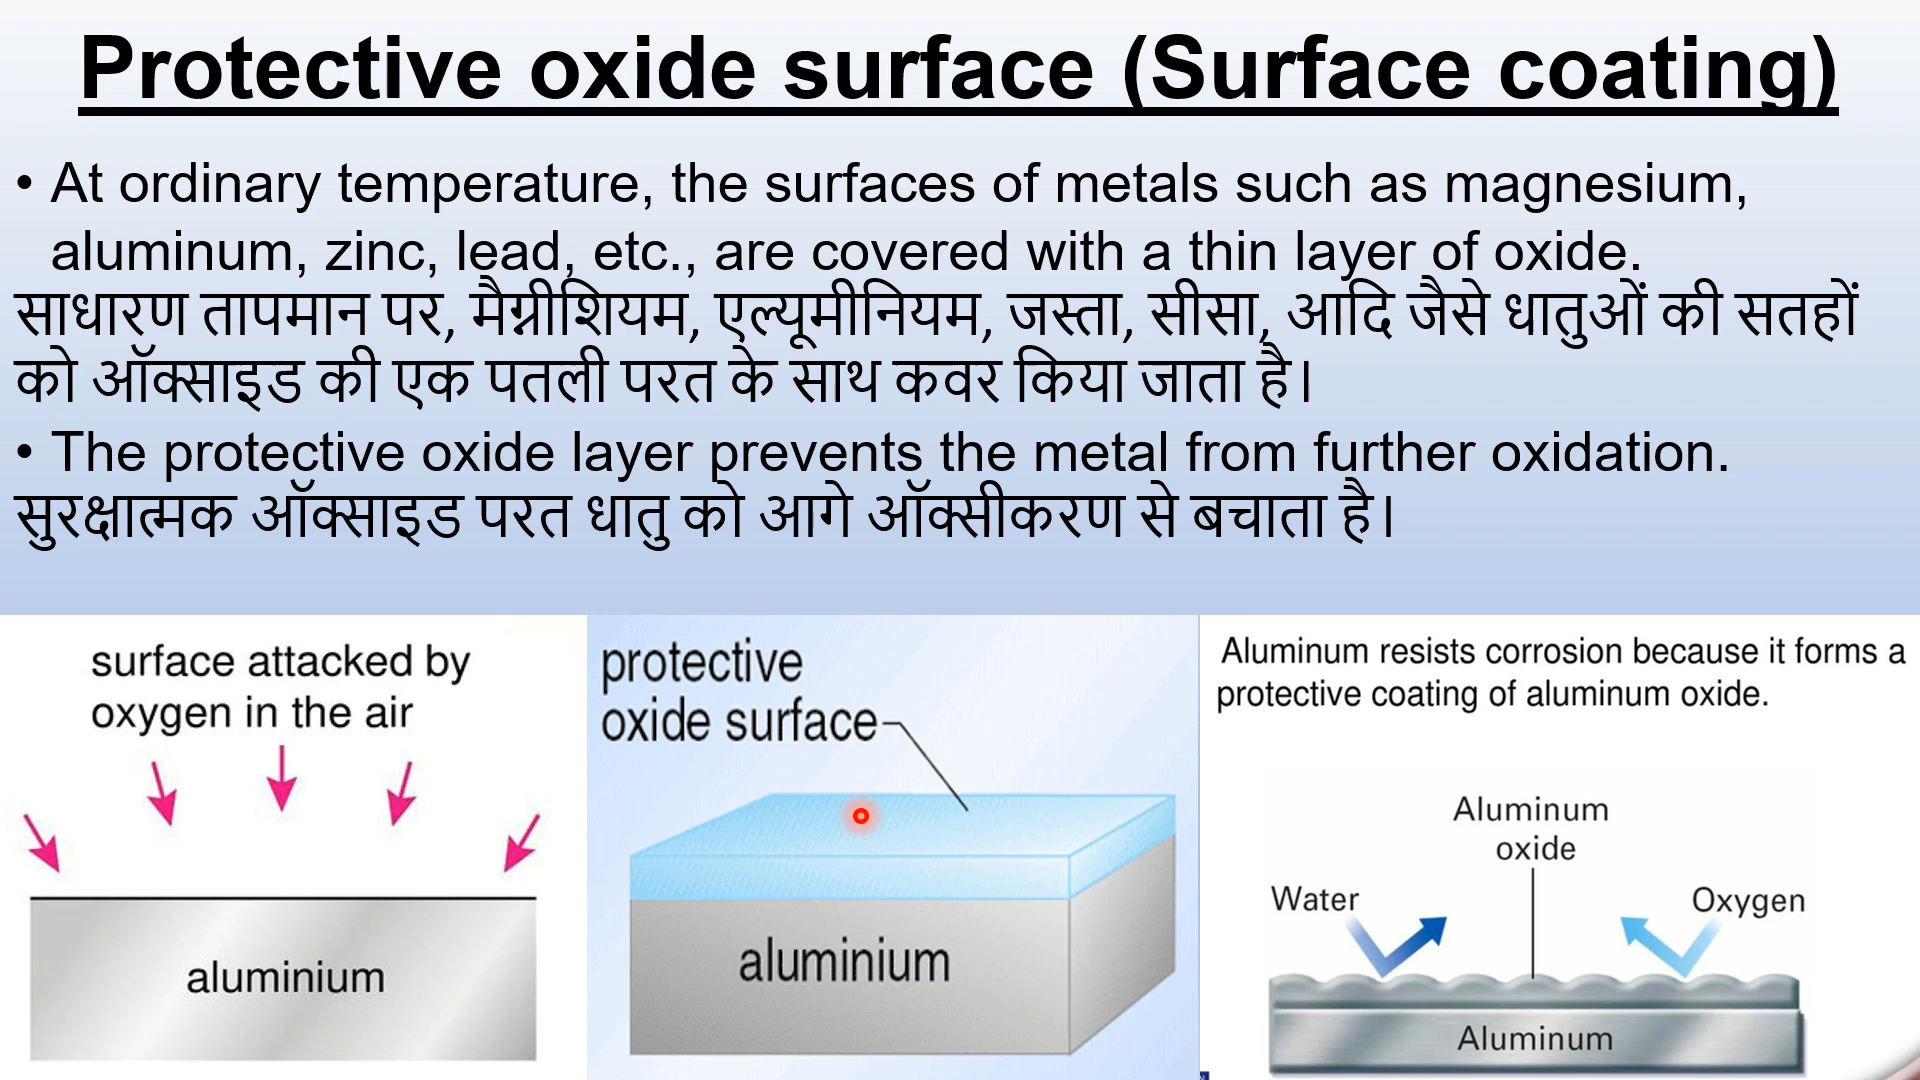 Protective oxide surface (Surface coating)
• At ordinary temperature, the surfaces of metals such as magnesium,
aluminum, zinc, lead, etc., are covered with a thin layer of oxide.
साधारण तापमान पर, मैग्नीशियम, एल्यूमीनियम, जस्ता, सीसा, आदि जैसे धातुओं की सतहों
को ऑक्साइड की एक पतली परत के साथ कवर किया जाता है।
• The protective oxide layer prevents the metal from further oxidation.
सुरक्षात्मक ऑक्साइड परत धातु को आगे ऑक्सीकरण से बचाता है।
surface attacked by
oxygen in the air
aluminium
protective
oxide surface
aluminium
Aluminum resists corrosion because it forms a
protective coating of aluminum oxide.
Aluminum
oxide
Water
Oxygen
Aluminum